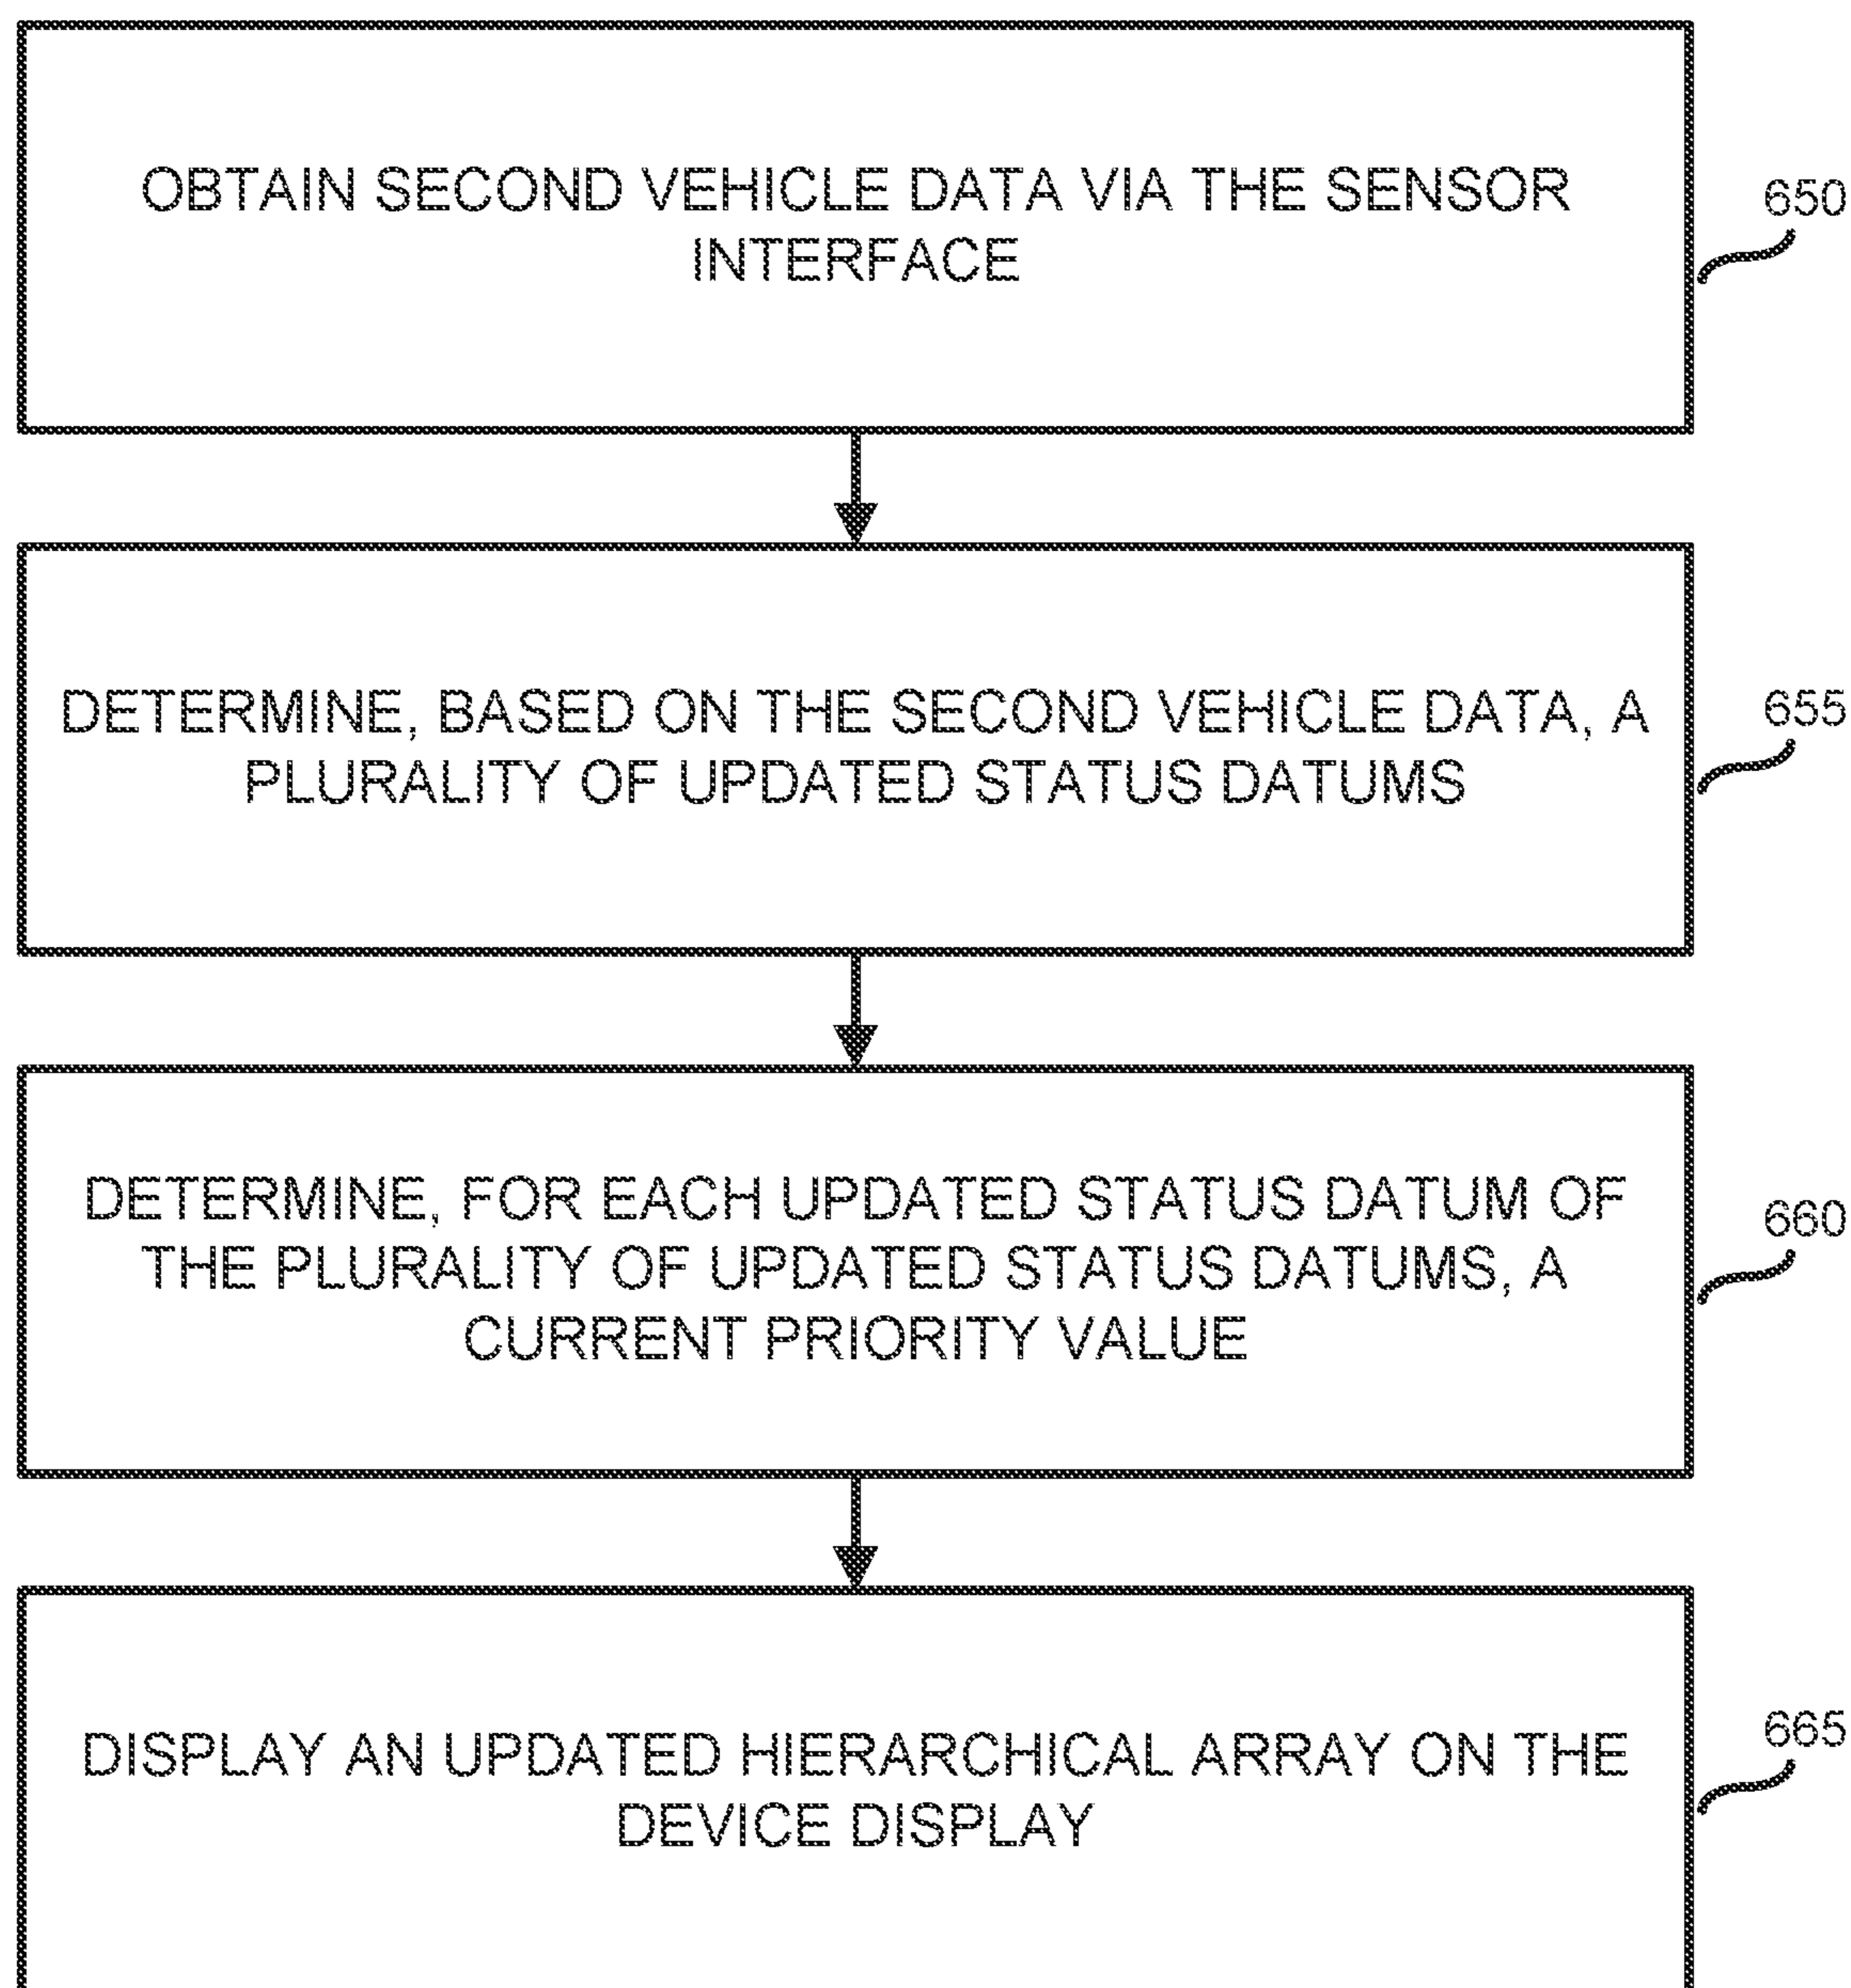 OBTAIN SECOND VEHICLE DATA VIA THE SENSOR
INTERFACE
650
DETERMINE, BASED ON THE SECOND VEHICLE DATA, A
PLURALITY OF UPDATED STATUS DATUMS
655
DETERMINE, FOR EACH UPDATED STATUS DATUM OF
THE PLURALITY OF UPDATED STATUS DATUMS, A
CURRENT PRIORITY VALUE
660
DISPLAY AN UPDATED HIERARCHICAL ARRAY ON THE
DEVICE DISPLAY
665